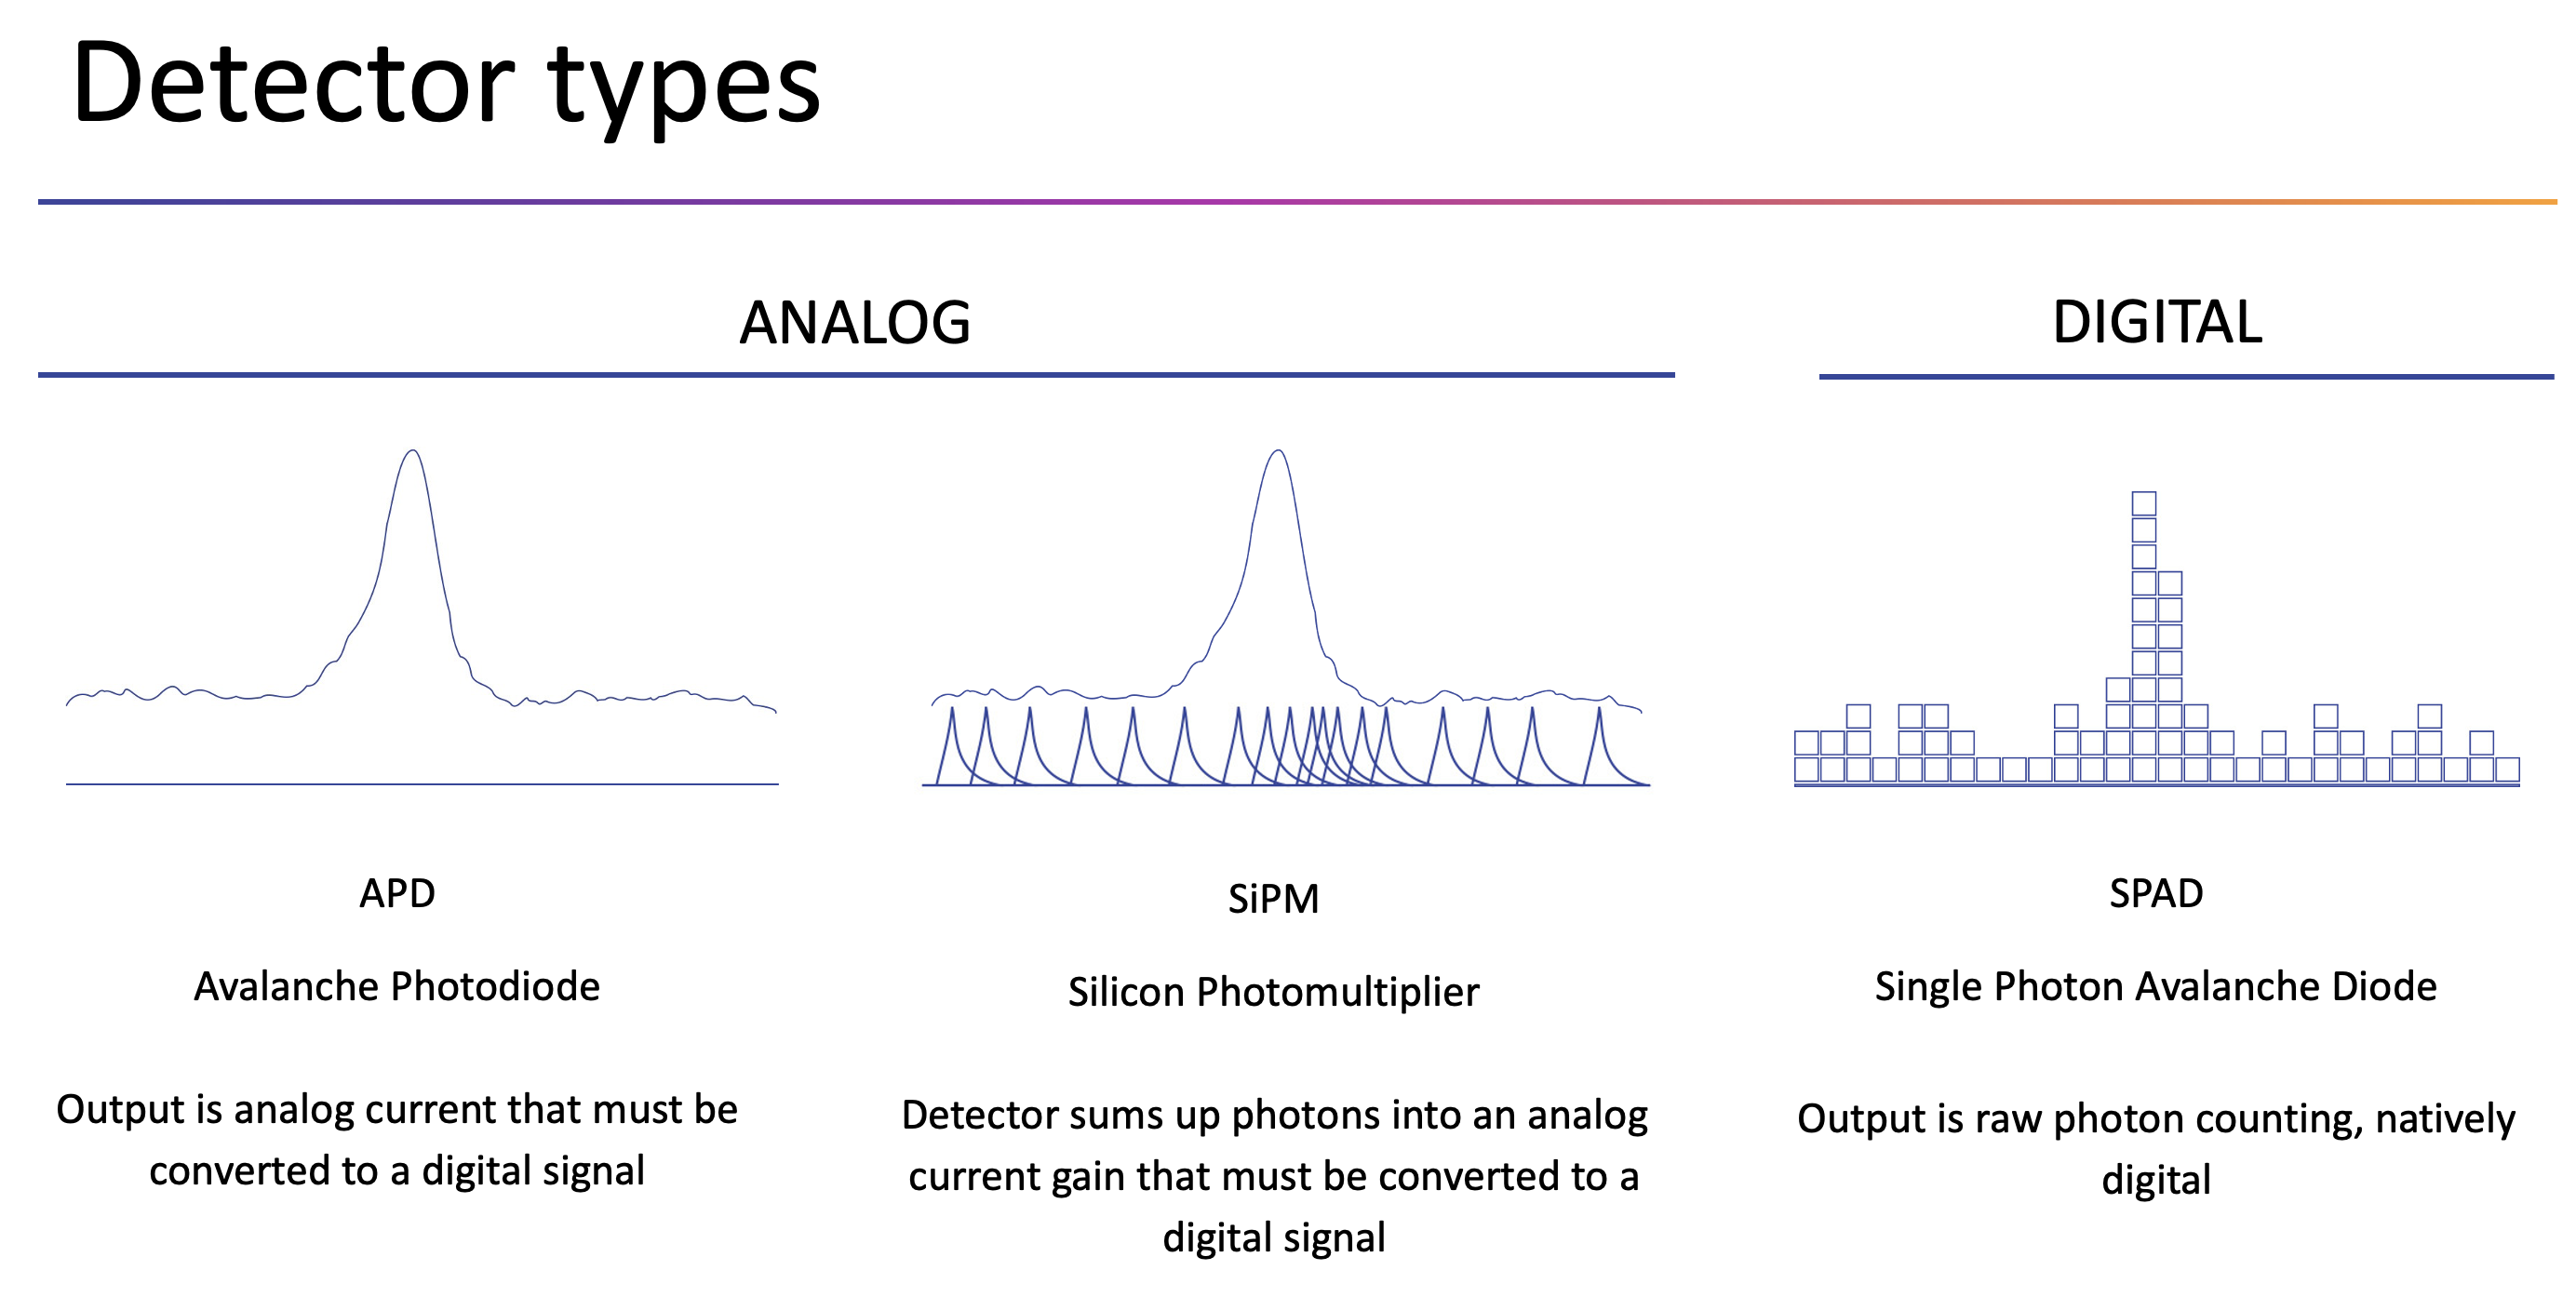 Detector types
ANALOG
DIGITAL
APD
Avalanche Photodiode
Output is analog current that must be
converted to a digital signal
SiPM
Silicon Photomultiplier
Detector sums up photons into an analog
current gain that must be converted to a
digital signal
SPAD
Single Photon Avalanche Diode
Output is raw photon counting, natively
digital